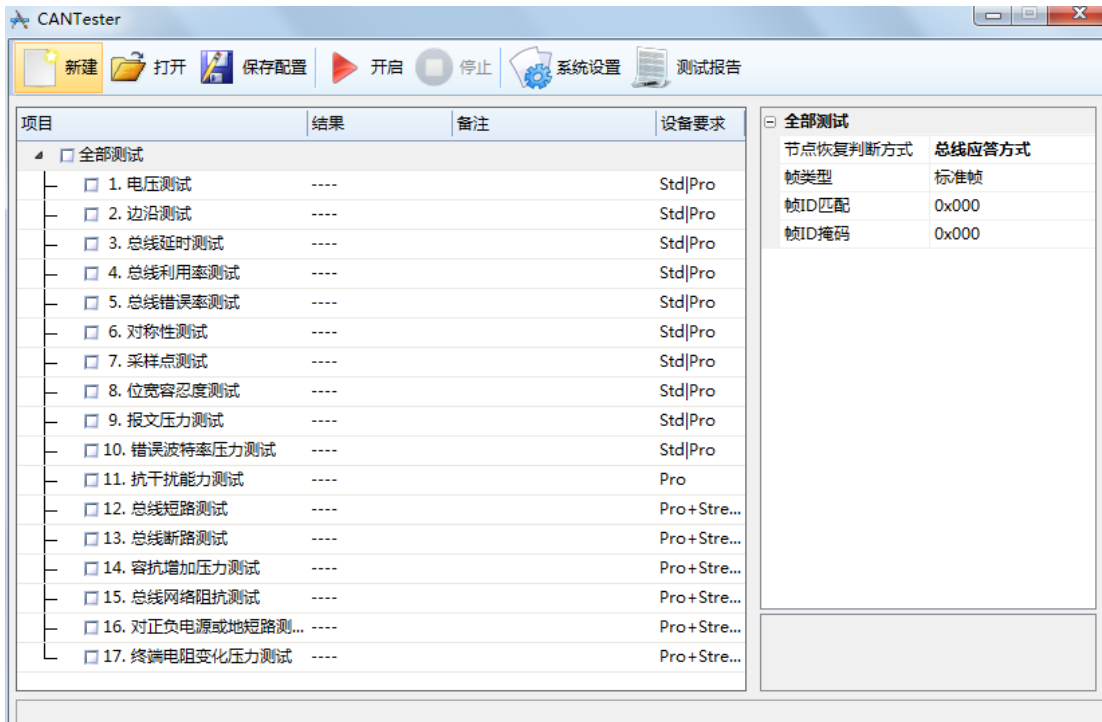 CANTester
新建 打开 保存配置 开启 停止 系统设置 测试报告
项目 结果 备注 设备要求
全部测试
1. 电压测试 ---- Std|Pro
2. 边沿测试 ---- Std|Pro
3. 总线延时测试 ---- Std|Pro
4. 总线利用率测试 ---- Std|Pro
5. 总线错误率测试 ---- Std|Pro
6. 对称性测试 ---- Std|Pro
7. 采样点测试 ---- Std|Pro
8. 位宽容忍度测试 ---- Std|Pro
9. 报文压力测试 ---- Std|Pro
10. 错误波特率压力测试 ---- Std|Pro
11. 抗干扰能力测试 ---- Pro
12. 总线短路测试 ---- Pro+Stre...
13. 总线断路测试 ---- Pro+Stre...
14. 容抗增加压力测试 ---- Pro+Stre...
15. 总线网络阻抗测试 ---- Pro+Stre...
16. 对正负电源或地短路测... ---- Pro+Stre...
17. 终端电阻变化压力测试 ---- Pro+Stre...
全部测试
节点恢复判断方式 总线应答方式
帧类型 标准帧
帧ID匹配 0x000
帧ID掩码 0x000